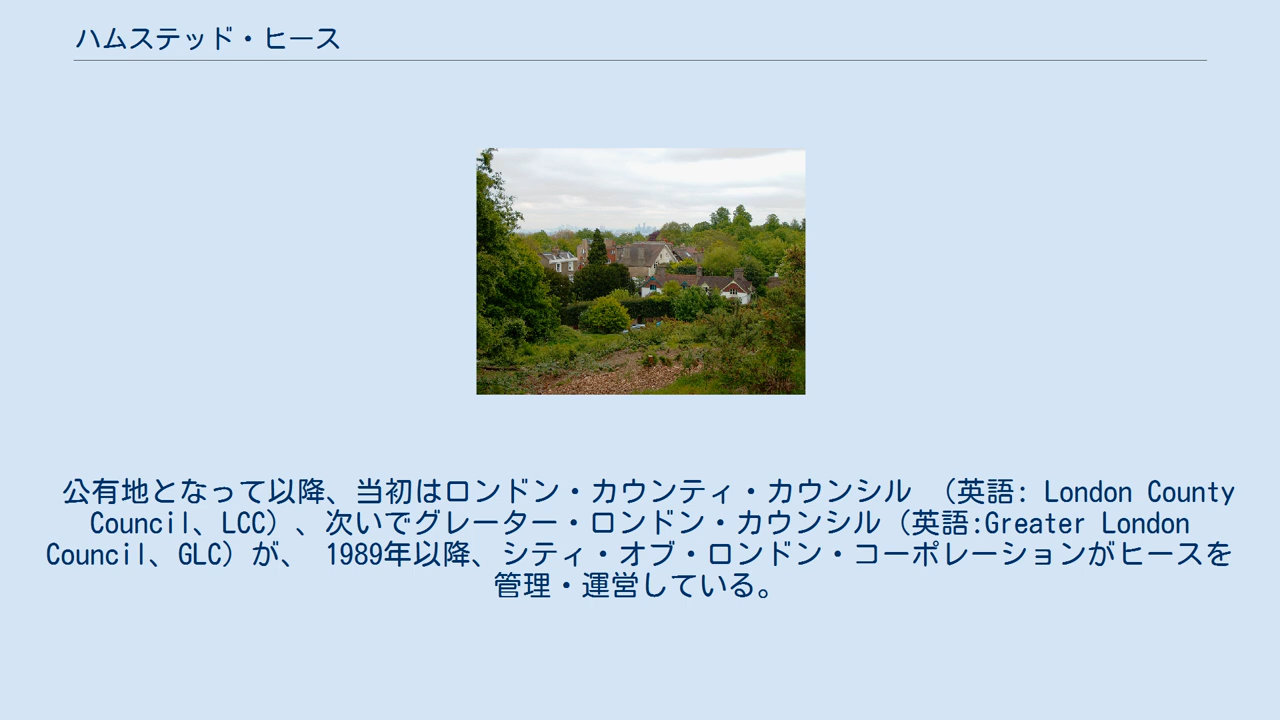 ハムステッド・ヒース
公有地となって以降、当初はロンドン・カウンティ・カウンシル （英語: London County
Council、LCC）、次いでグレーター・ロンドン・カウンシル（英語:Greater London
Council、GLC）が、 1989年以降、シティ・オブ・ロンドン・コーポレーションがヒースを
管理・運営している。